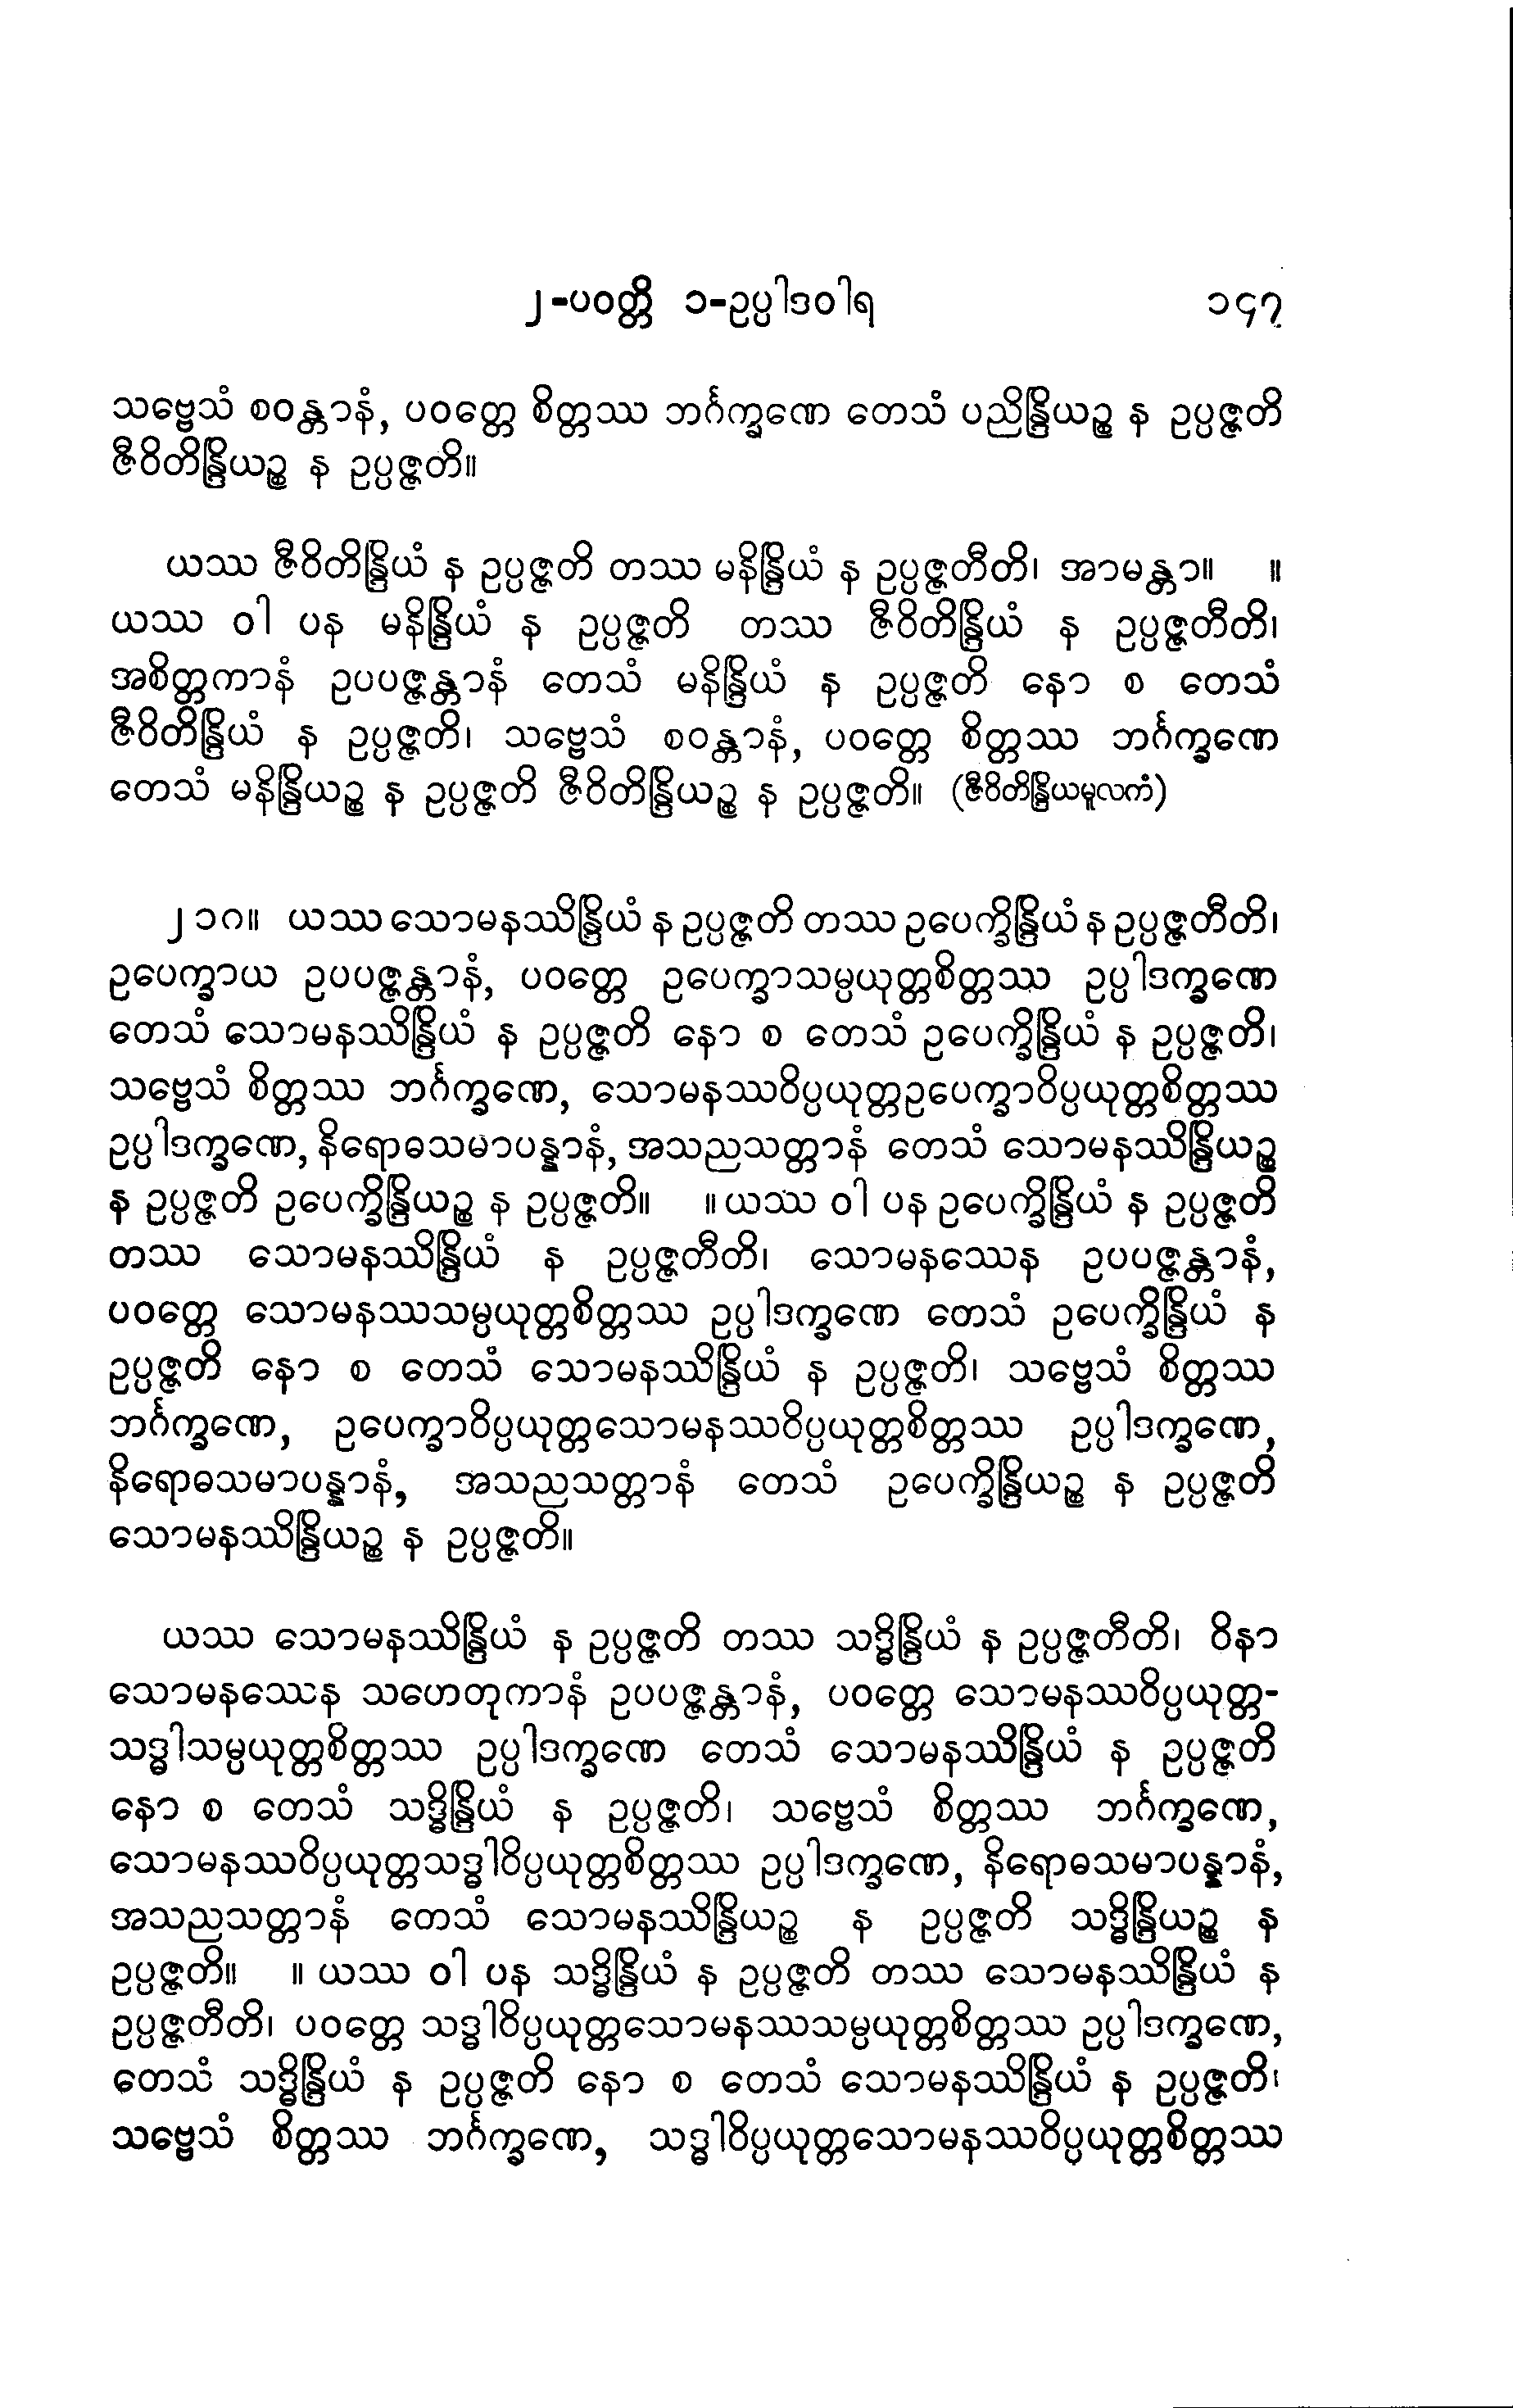 ၂-ပဝတ္တိ ၁-ဥပ္ပါဒဝါရ ၁၄၇
သဗ္ဗေသံ စဝန္တာနံ, ပဝတ္တေ စိတ္တဿ ဘင်္ဂက္ခဏေ တေသံ ပညိန္ဒြိယဉ္စ န ဥပ္ပဇ္ဇတိ
ဇီဝိတိန္ဒြိယဉ္စ န ဥပ္ပဇ္ဇတိ။
ယဿ ဇီဝိတိန္ဒြိယံ န ဥပ္ပဇ္ဇတိ တဿ မနိန္ဒြိယံ န ဥပ္ပဇ္ဇတီတိ၊ အာမန္တာ။ ။
ယဿ ဝါ ပန မနိန္ဒြိယံ န ဥပ္ပဇ္ဇတိ တဿ ဇီဝိတိန္ဒြိယံ န ဥပ္ပဇ္ဇတီတိ၊
အစိတ္တကာနံ ဥပပဇ္ဇန္တာနံ တေသံ မနိန္ဒြိယံ န ဥပ္ပဇ္ဇတိ နော စ တေသံ
ဇီဝိတိန္ဒြိယံ န ဥပ္ပဇ္ဇတိ၊ သဗ္ဗေသံ စဝန္တာနံ, ပဝတ္တေ စိတ္တဿ ဘင်္ဂက္ခဏေ
တေသံ မနိန္ဒြိယဉ္စ န ဥပ္ပဇ္ဇတိ ဇီဝိတိန္ဒြိယဉ္စ န ဥပ္ပဇ္ဇတိ။ (ဇီဝိတိန္ဒြိယမူလကံ)
၂၁ဂ။ ယဿ သောမနဿိန္ဒြိယံ န ဥပ္ပဇ္ဇတိ တဿ ဥပေက္ခိန္ဒြိယံ န ဥပ္ပဇ္ဇတီတိ၊
ဥပေက္ခာယ ဥပပဇ္ဇန္တာနံ, ပဝတ္တေ ဥပေက္ခာသမ္ပယုတ္တစိတ္တဿ ဥပ္ပါဒက္ခဏေ
တေသံ သောမနဿိန္ဒြိယံ န ဥပ္ပဇ္ဇတိ နော စ တေသံ ဥပေက္ခိန္ဒြိယံ န ဥပ္ပဇ္ဇတိ၊
သဗ္ဗေသံ စိတ္တဿ ဘင်္ဂက္ခဏေ, သောမနဿဝိပ္ပယုတ္တဥပေက္ခာဝိပ္ပယုတ္တစိတ္တဿ
ဥပ္ပါဒက္ခဏေ, နိရောဓသမာပန္နာနံ, အသညသတ္တာနံ တေသံ သောမနဿိန္ဒြိယဉ္စ
န ဥပ္ပဇ္ဇတိ ဥပေက္ခိန္ဒြိယဉ္စ န ဥပ္ပဇ္ဇတိ။ ။ ယဿ ဝါ ပန ဥပေက္ခိန္ဒြိယံ န ဥပ္ပဇ္ဇတိ
တဿ သောမနဿိန္ဒြိယံ န ဥပ္ပဇ္ဇတီတိ၊ သောမနဿေန ဥပပဇ္ဇန္တာနံ,
ပဝတ္တေ သောမနဿသမ္ပယုတ္တစိတ္တဿ ဥပ္ပါဒက္ခဏေ တေသံ ဥပေက္ခိန္ဒြိယံ န
ဥပ္ပဇ္ဇတိ နော စ တေသံ သောမနဿိန္ဒြိယံ န ဥပ္ပဇ္ဇတိ၊ သဗ္ဗေသံ စိတ္တဿ
ဘင်္ဂက္ခဏေ, ဥပေက္ခာဝိပ္ပယုတ္တသောမနဿဝိပ္ပယုတ္တစိတ္တဿ ဥပ္ပါဒက္ခဏေ,
နိရောဓသမာပန္နာနံ, အသညသတ္တာနံ တေသံ ဥပေက္ခိန္ဒြိယဉ္စ န ဥပ္ပဇ္ဇတိ
သောမနဿိန္ဒြိယဉ္စ န ဥပ္ပဇ္ဇတိ။
ယဿ သောမနဿိန္ဒြိယံ န ဥပ္ပဇ္ဇတိ တဿ သဒ္ဓိန္ဒြိယံ န ဥပ္ပဇ္ဇတီတိ၊ ဝိနာ
သောမနဿေန သဟေတုကာနံ ဥပပဇ္ဇန္တာနံ, ပဝတ္တေ သောမနဿဝိပ္ပယုတ္တ-
သဒ္ဓါသမ္ပယုတ္တစိတ္တဿ ဥပ္ပါဒက္ခဏေ တေသံ သောမနဿိန္ဒြိယံ န ဥပ္ပဇ္ဇတိ
နော စ တေသံ သဒ္ဓိန္ဒြိယံ န ဥပ္ပဇ္ဇတိ၊ သဗ္ဗေသံ စိတ္တဿ ဘင်္ဂက္ခဏေ,
သောမနဿဝိပ္ပယုတ္တသဒ္ဓါဝိပ္ပယုတ္တစိတ္တဿ ဥပ္ပါဒက္ခဏေ, နိရောဓသမာပန္နာနံ,
အသညသတ္တာနံ တေသံ သောမနဿိန္ဒြိယဉ္စ န ဥပ္ပဇ္ဇတိ သဒ္ဓိန္ဒြိယဉ္စ န
ဥပ္ပဇ္ဇတိ။ ။ ယဿ ဝါ ပန သဒ္ဓိန္ဒြိယံ န ဥပ္ပဇ္ဇတိ တဿ သောမနဿိန္ဒြိယံ န
ဥပ္ပဇ္ဇတီတိ၊ ပဝတ္တေ သဒ္ဓါဝိပ္ပယုတ္တသောမနဿသမ္ပယုတ္တစိတ္တဿ ဥပ္ပါဒက္ခဏေ,
တေသံ သဒ္ဓိန္ဒြိယံ န ဥပ္ပဇ္ဇတိ နော စ တေသံ သောမနဿိန္ဒြိယံ န ဥပ္ပဇ္ဇတိ၊
သဗ္ဗေသံ စိတ္တဿ ဘင်္ဂက္ခဏေ, သဒ္ဓါဝိပ္ပယုတ္တသောမနဿဝိပ္ပယုတ္တစိတ္တဿ